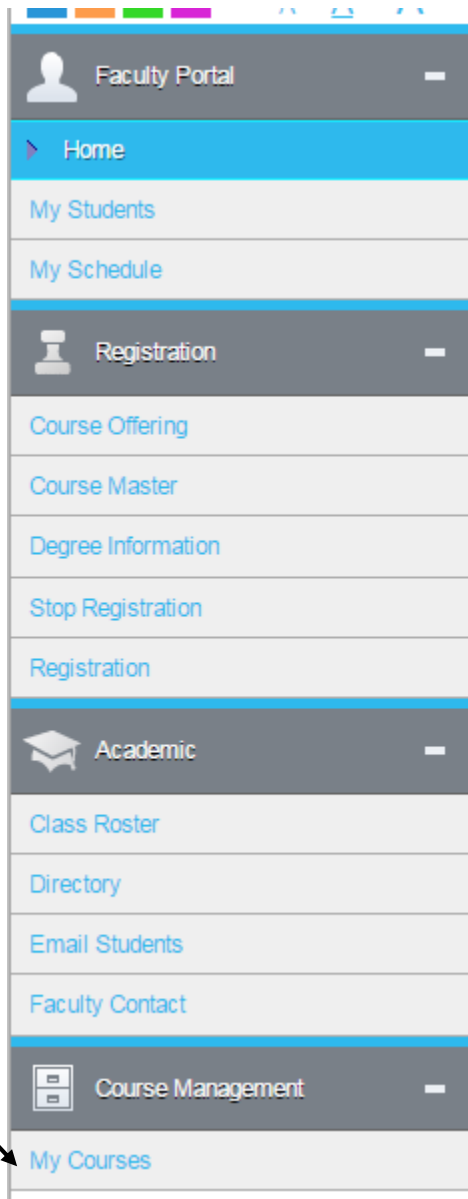 Faculty Portal
Home
My Students
My Schedule
Registration
Course Offering
Course Master
Degree Information
Stop Registration
Registration
Academic
Class Roster
Directory
Email Students
Faculty Contact
Course Management
My Courses